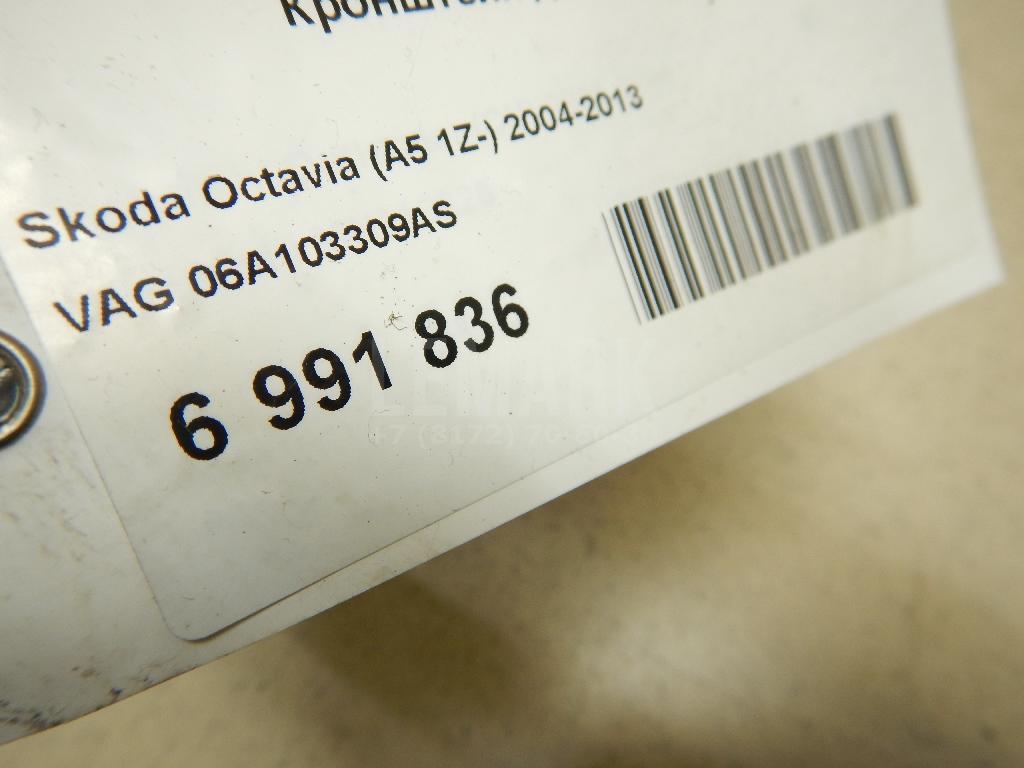 Skoda Octavia (A5 1Z-) 2004-2013
VAG 06A103309AS
6 991 836